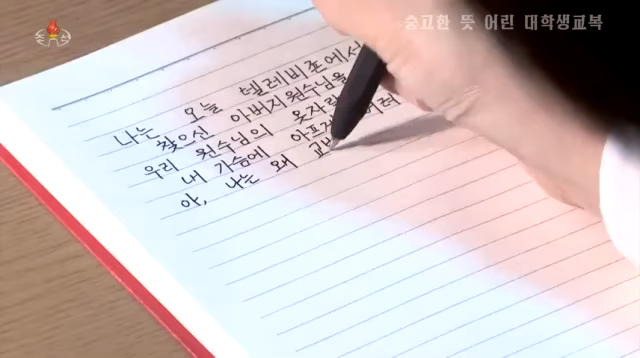 숭고한 뜻 어린 대학생교복
나는 오늘 텔레비죤에서
찾으신 아버지원수님을
우리 원수님의 옷자락
내 가슴에
아, 나는 왜